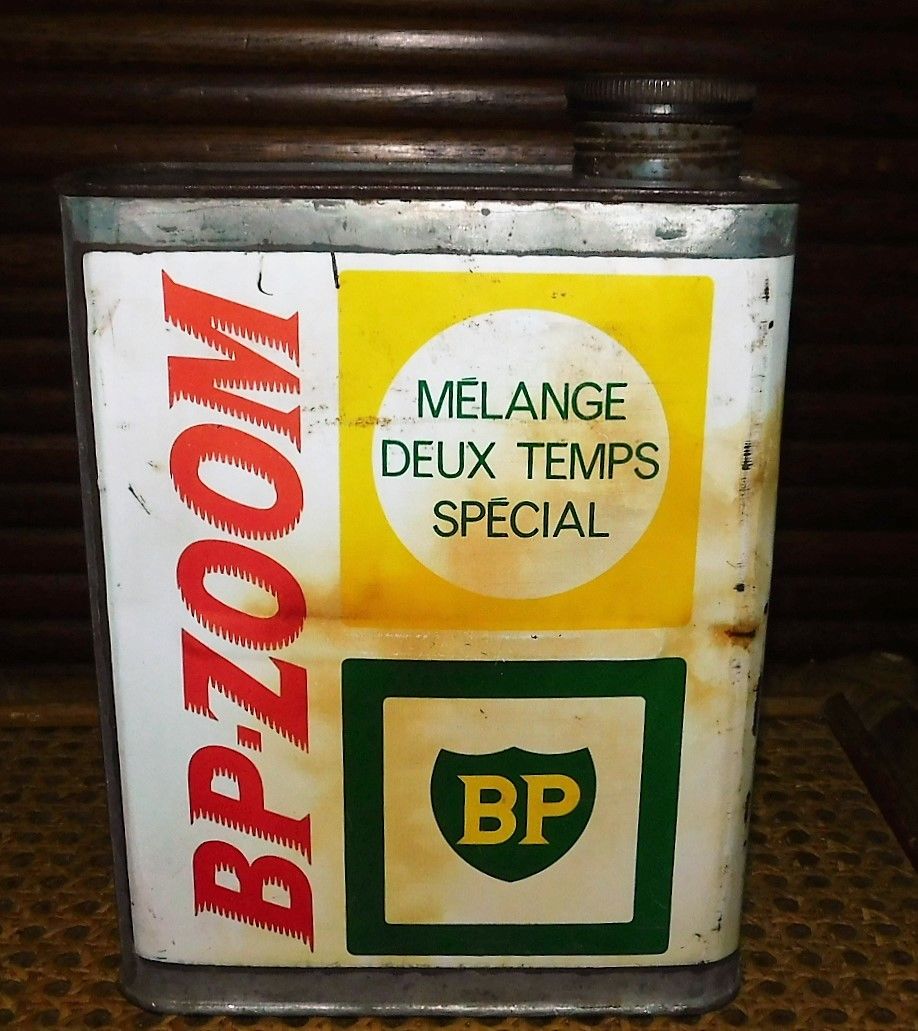 BP-ZOOM
MÉLANGE
DEUX TEMPS
SPÉCIAL
BP